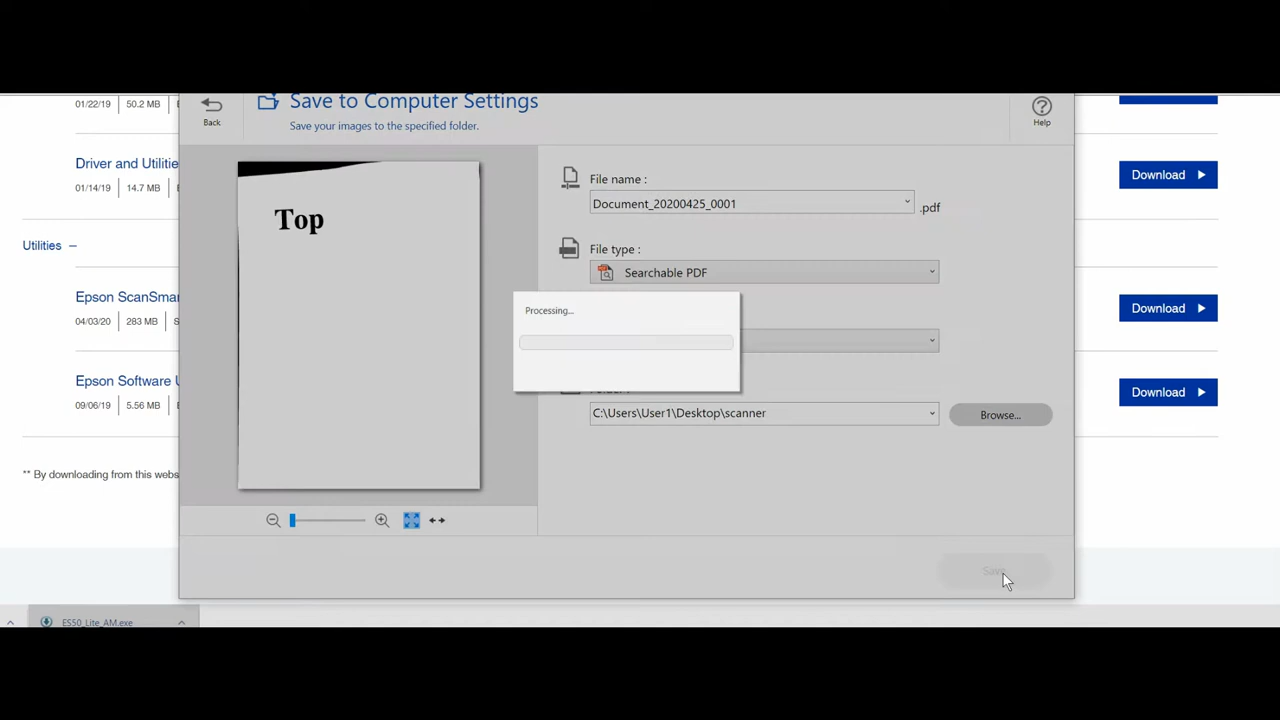 Save to Computer Settings
Save your images to the specified folder.
Back
Help
01/22/19 50.2 MB
Driver and Utilitie
01/14/19 14.7 MB
Download
Utilities –
Epson ScanSmar
04/03/20 283 MB
Download
Epson Software U
09/06/19 5.56 MB
Download
** By downloading from this webs
Top
File name :
Document_20200425_0001
.pdf
File type :
Searchable PDF
Processing...
C:\Users\User1\Desktop\scanner
Browse...
Save
ES50_Lite_AM.exe